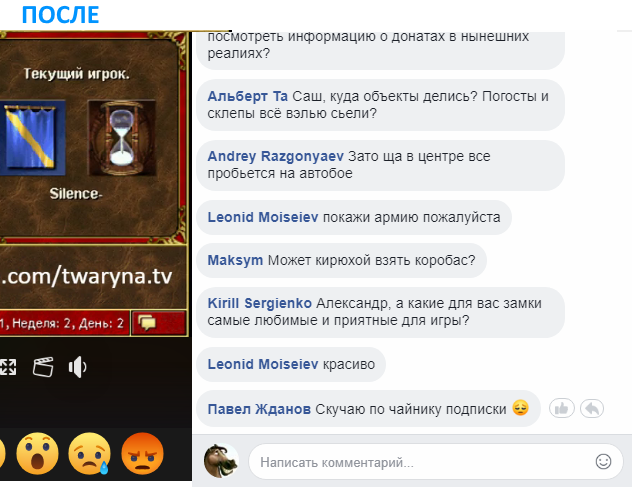 ПОСЛЕ
Текущий игрок.
Silence-
.com/twaryna.tv
1, Неделя: 2, День: 2
посмотреть информацию о донатах в нынешних
реалиях?
Альберт Та Саш, куда объекты делись? Погосты и
склепы всё вэлью сьели?
Andrey Razgonyaev Зато ща в центре все
пробьется на автобое
Leonid Moiseiev покажи армию пожалуйста
Maksym Может кирюхой взять коробас?
Kirill Sergienko Александр, а какие для вас замки
самые любимые и приятные для игры?
Leonid Moiseiev красиво
Павел Жданов Скучаю по чайнику подписки 😔
Написать комментарий...